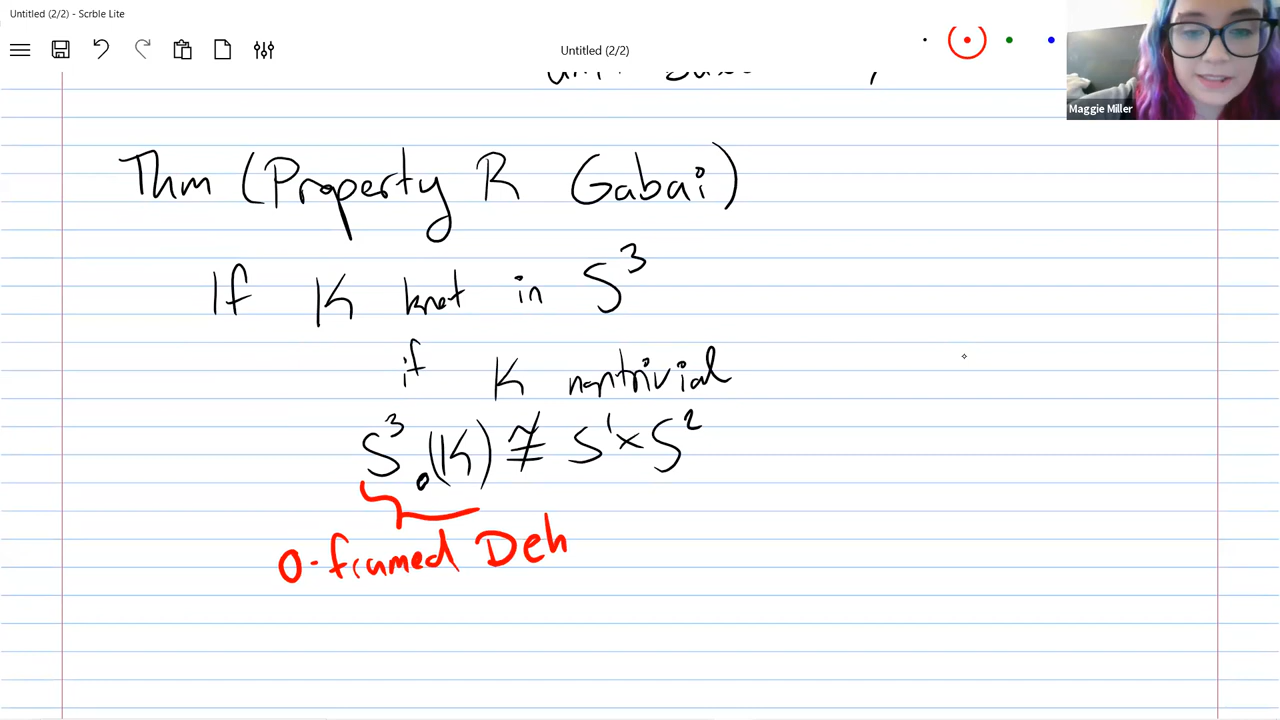 Untitled (2/2) - Scrble Lite
Untitled (2/2)
Maggie Miller
Thm (Property R Gabai)
If K knot in S³
if K nontrivial
S³₀(K) ≇ S¹×S²
0-framed Deh